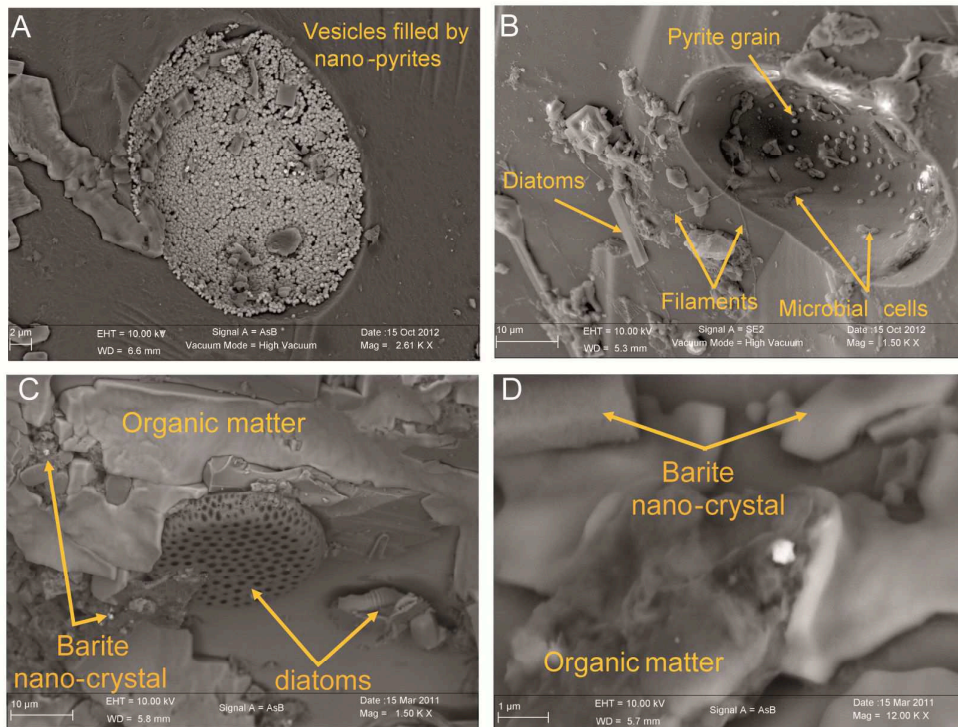 A
Vesicles filled by
nano-pyrites
2 µm
EHT = 10.00 kV
WD = 6.6 mm
Signal A = AsB
Vacuum Mode = High Vacuum
Date :15 Oct 2012
Mag = 2.61 K X
B
Pyrite grain
Diatoms
Filaments
Microbial cells
10 µm
EHT = 10.00 kV
WD = 5.3 mm
Signal A = SE2
Vacuum Mode = High Vacuum
Date :15 Oct 2012
Mag = 1.50 K X
C
Organic matter
Barite
nano-crystal
diatoms
10 µm
EHT = 10.00 kV
WD = 5.8 mm
Signal A = AsB
Date :15 Mar 2011
Mag = 1.50 K X
D
Barite
nano-crystal
Organic matter
1 µm
EHT = 10.00 kV
WD = 5.7 mm
Signal A = AsB
Date :15 Mar 2011
Mag = 12.00 K X